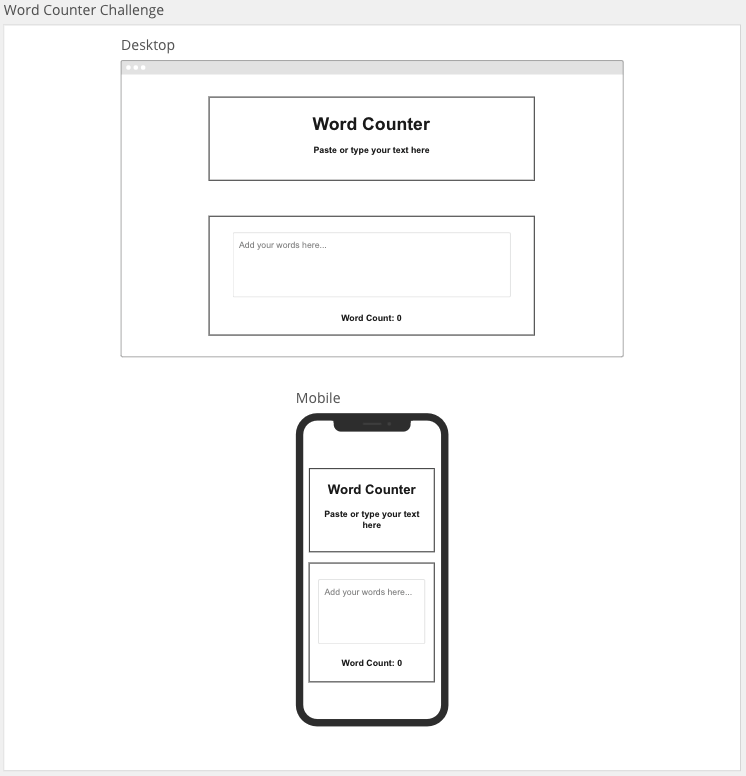 Word Counter Challenge
Desktop
Word Counter
Paste or type your text here
Add your words here...
Word Count: 0
Mobile
Word Counter
Paste or type your text
here
Add your words here...
Word Count: 0